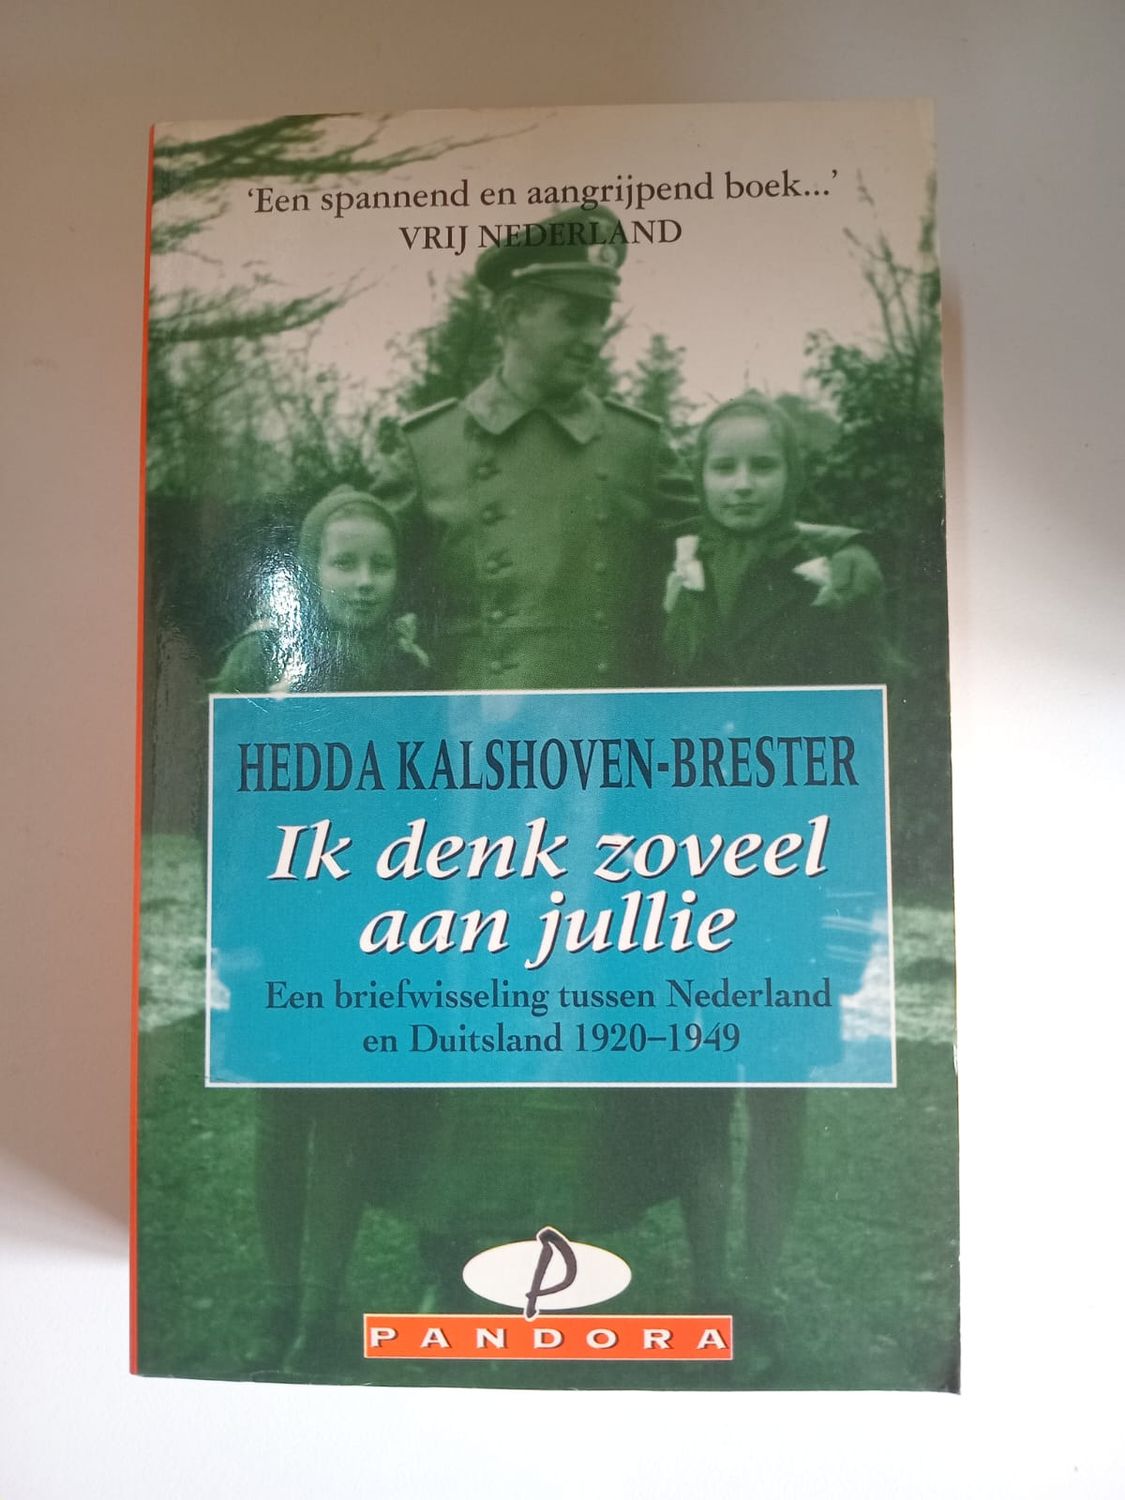 ‘Een spannend en aangrijpend boek...’
VRIJ NEDERLAND
HEDDA KALSHOVEN-BRESTER
Ik denk zoveel
aan jullie
Een briefwisseling tussen Nederland
en Duitsland 1920–1949
P
PANDORA